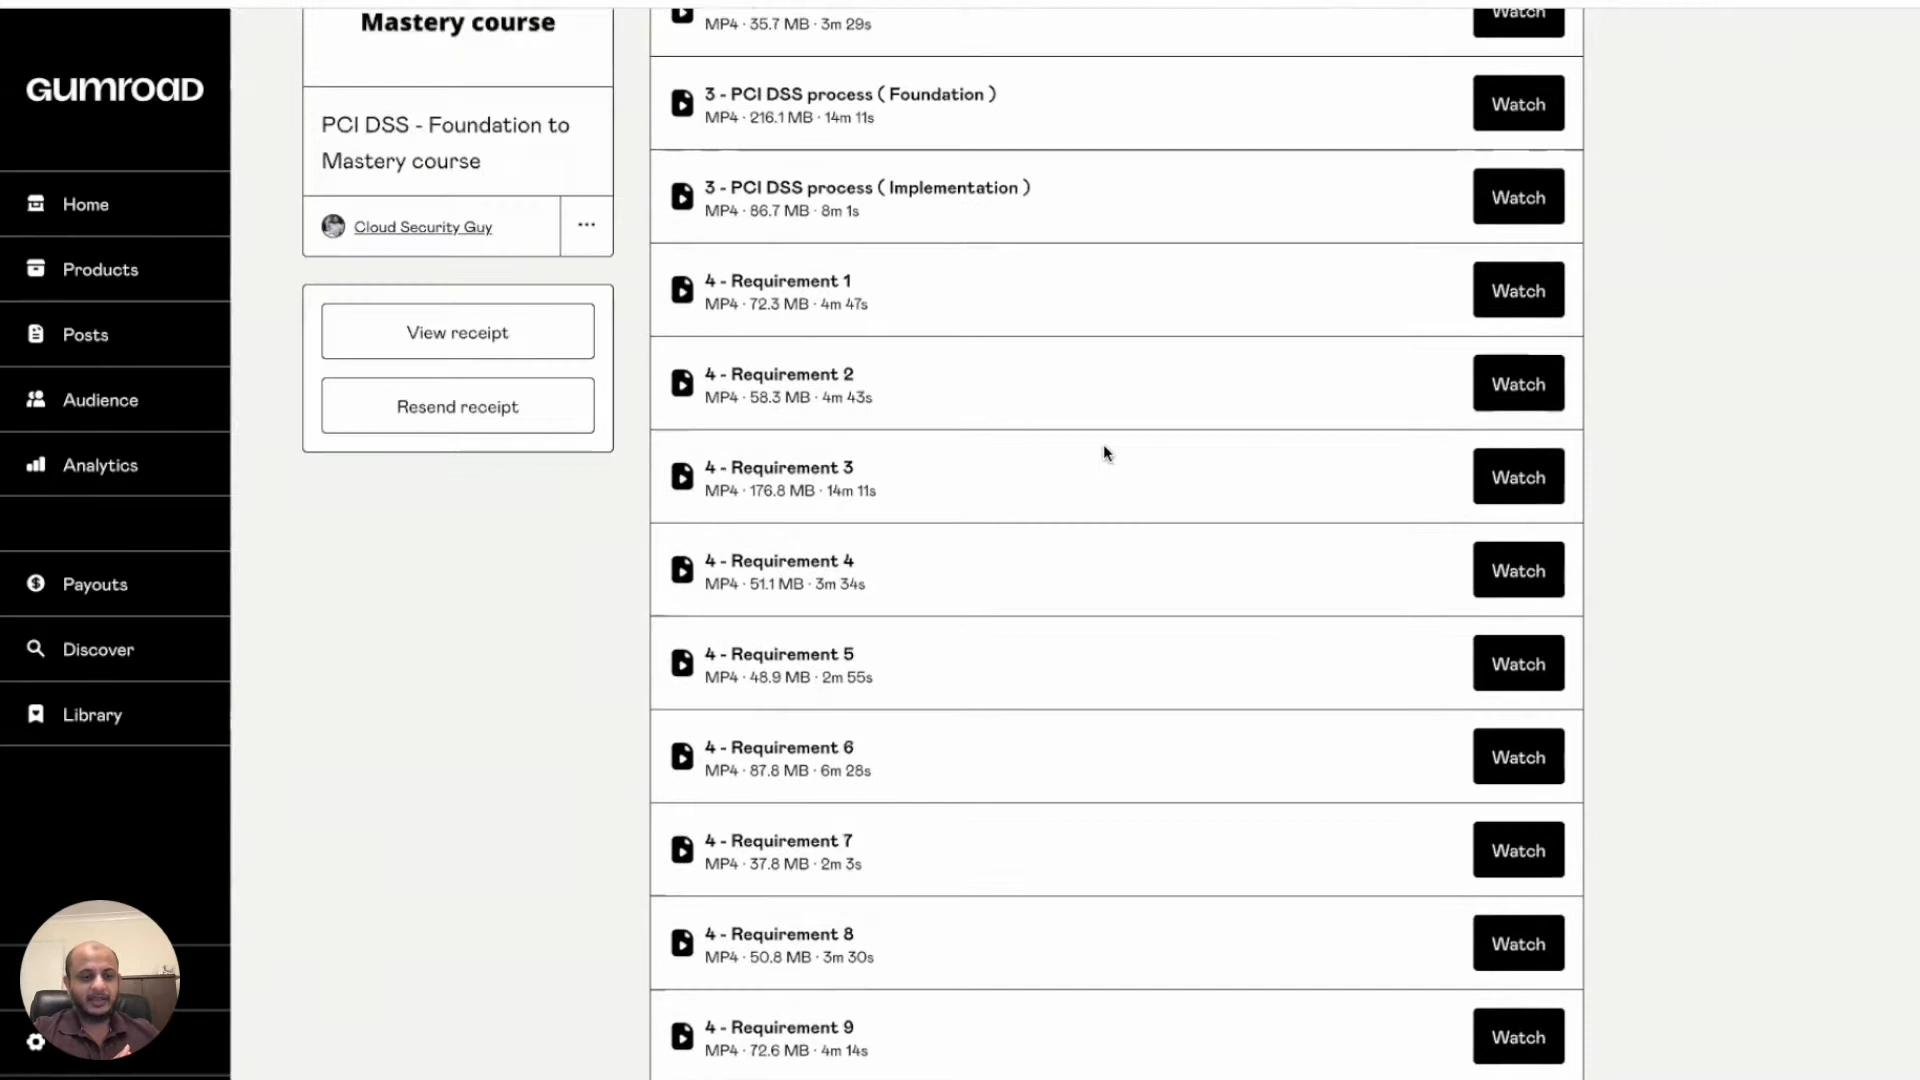 GUMROAD
Home
Products
Posts
Audience
Analytics
Payouts
Discover
Library
Mastery course
PCI DSS - Foundation to
Mastery course
Cloud Security Guy
...
View receipt
Resend receipt
MP4 · 35.7 MB · 3m 29s
Watch
3 - PCI DSS process ( Foundation )
MP4 · 216.1 MB · 14m 11s
Watch
3 - PCI DSS process ( Implementation )
MP4 · 86.7 MB · 8m 1s
Watch
4 - Requirement 1
MP4 · 72.3 MB · 4m 47s
Watch
4 - Requirement 2
MP4 · 58.3 MB · 4m 43s
Watch
4 - Requirement 3
MP4 · 176.8 MB · 14m 11s
Watch
4 - Requirement 4
MP4 · 51.1 MB · 3m 34s
Watch
4 - Requirement 5
MP4 · 48.9 MB · 2m 55s
Watch
4 - Requirement 6
MP4 · 87.8 MB · 6m 28s
Watch
4 - Requirement 7
MP4 · 37.8 MB · 2m 3s
Watch
4 - Requirement 8
MP4 · 50.8 MB · 3m 30s
Watch
4 - Requirement 9
MP4 · 72.6 MB · 4m 14s
Watch